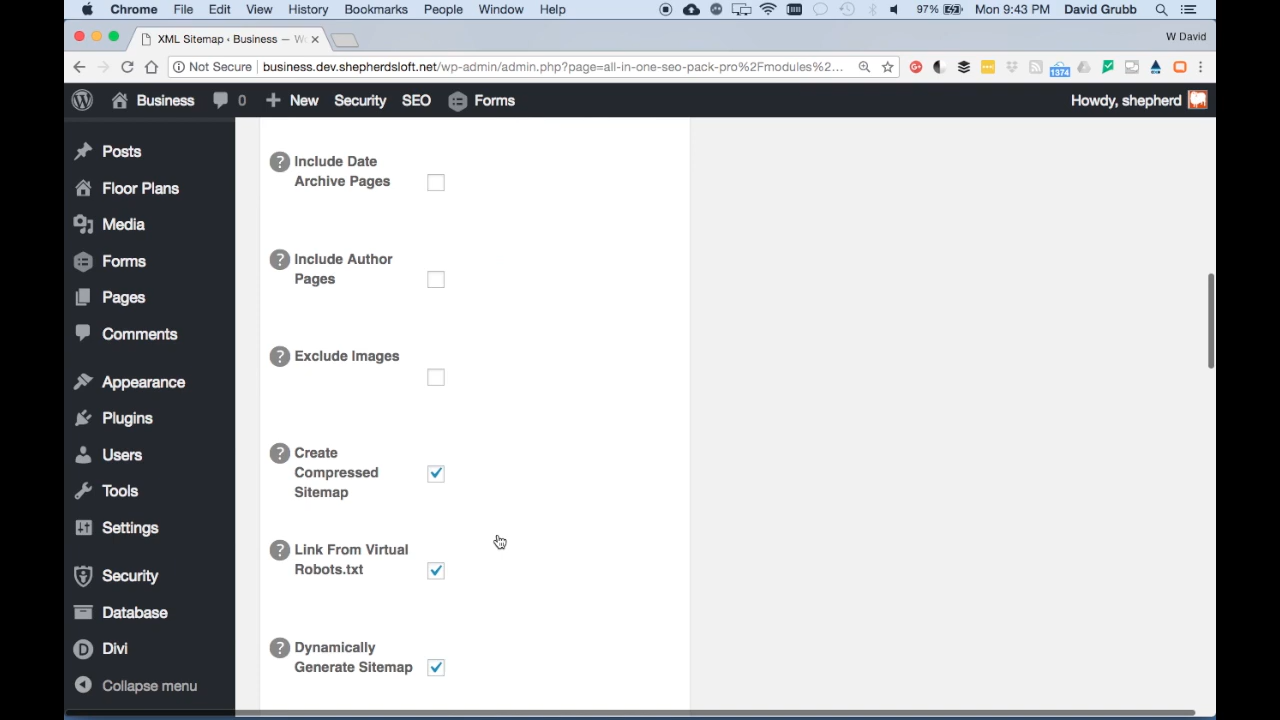 Chrome File Edit View History Bookmarks People Window Help 97% Mon 9:43 PM David Grubb
XML Sitemap ‹ Business — Wo W David
Not Secure business.dev.shepherdsloft.net/wp-admin/admin.php?page=all-in-one-seo-pack-pro%2Fmodules%2... 1374
Business 0 New Security SEO Forms Howdy, shepherd
Posts
Floor Plans
Media
Forms
Pages
Comments
Appearance
Plugins
Users
Tools
Settings
Security
Database
Divi
Collapse menu
? Include Date
Archive Pages
? Include Author
Pages
? Exclude Images
? Create
Compressed
Sitemap
? Link From Virtual
Robots.txt
? Dynamically
Generate Sitemap